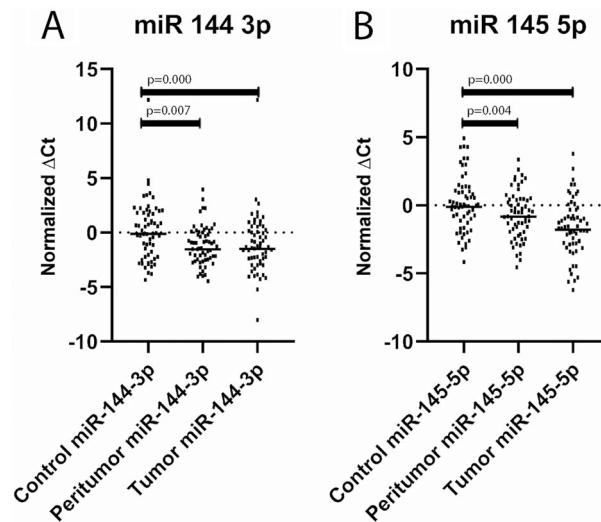 A
miR 144 3p
Normalized ΔCt
15
10
5
0
-5
-10
p=0.000
p=0.007
Control miR-144-3p
Peritumor miR-144-3p
Tumor miR-144-3p
B
miR 145 5p
Normalized ΔCt
10
5
0
-5
-10
p=0.000
p=0.004
Control miR-145-5p
Peritumor miR-145-5p
Tumor miR-145-5p